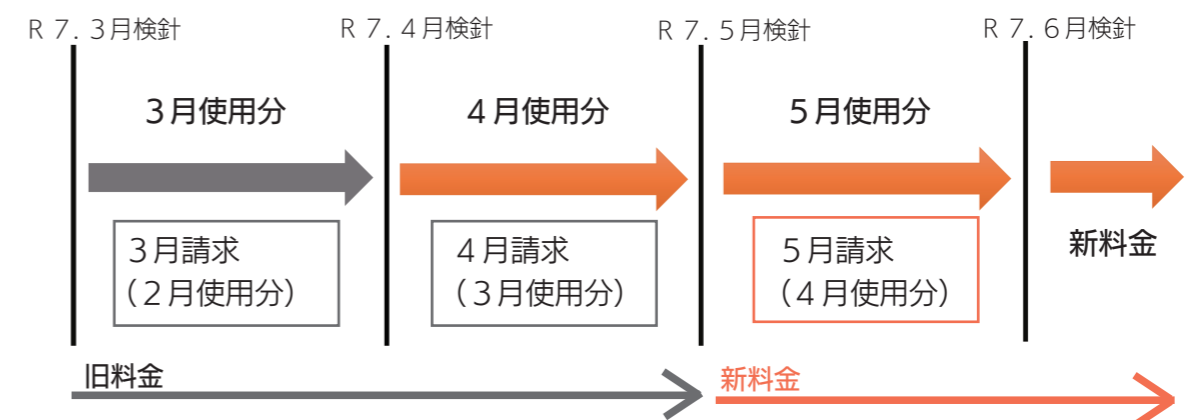 Ｒ７．３月検針
Ｒ７．４月検針
Ｒ７．５月検針
Ｒ７．６月検針
３月使用分
４月使用分
５月使用分
３月請求
（２月使用分）
４月請求
（３月使用分）
５月請求
（４月使用分）
新料金
旧料金
新料金